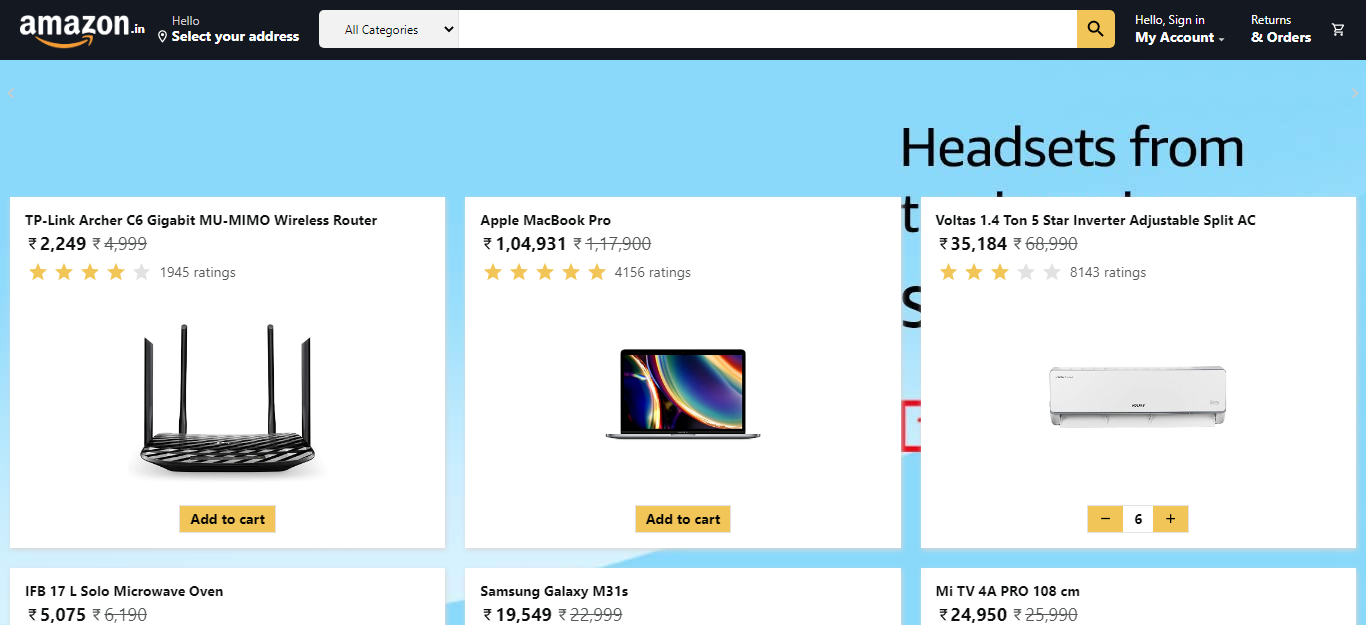 amazon.in
Hello
Select your address
All Categories
Hello, Sign in
My Account
Returns
& Orders
Headsets from
TP-Link Archer C6 Gigabit MU-MIMO Wireless Router
₹ 2,249 ₹ 4,999
1945 ratings
Add to cart
Apple MacBook Pro
₹ 1,04,931 ₹ 1,17,900
4156 ratings
Add to cart
Voltas 1.4 Ton 5 Star Inverter Adjustable Split AC
₹ 35,184 ₹ 68,990
8143 ratings
VOLTAS
− 6 +
IFB 17 L Solo Microwave Oven
₹ 5,075 ₹ 6,190
Samsung Galaxy M31s
₹ 19,549 ₹ 22,999
Mi TV 4A PRO 108 cm
₹ 24,950 ₹ 25,990